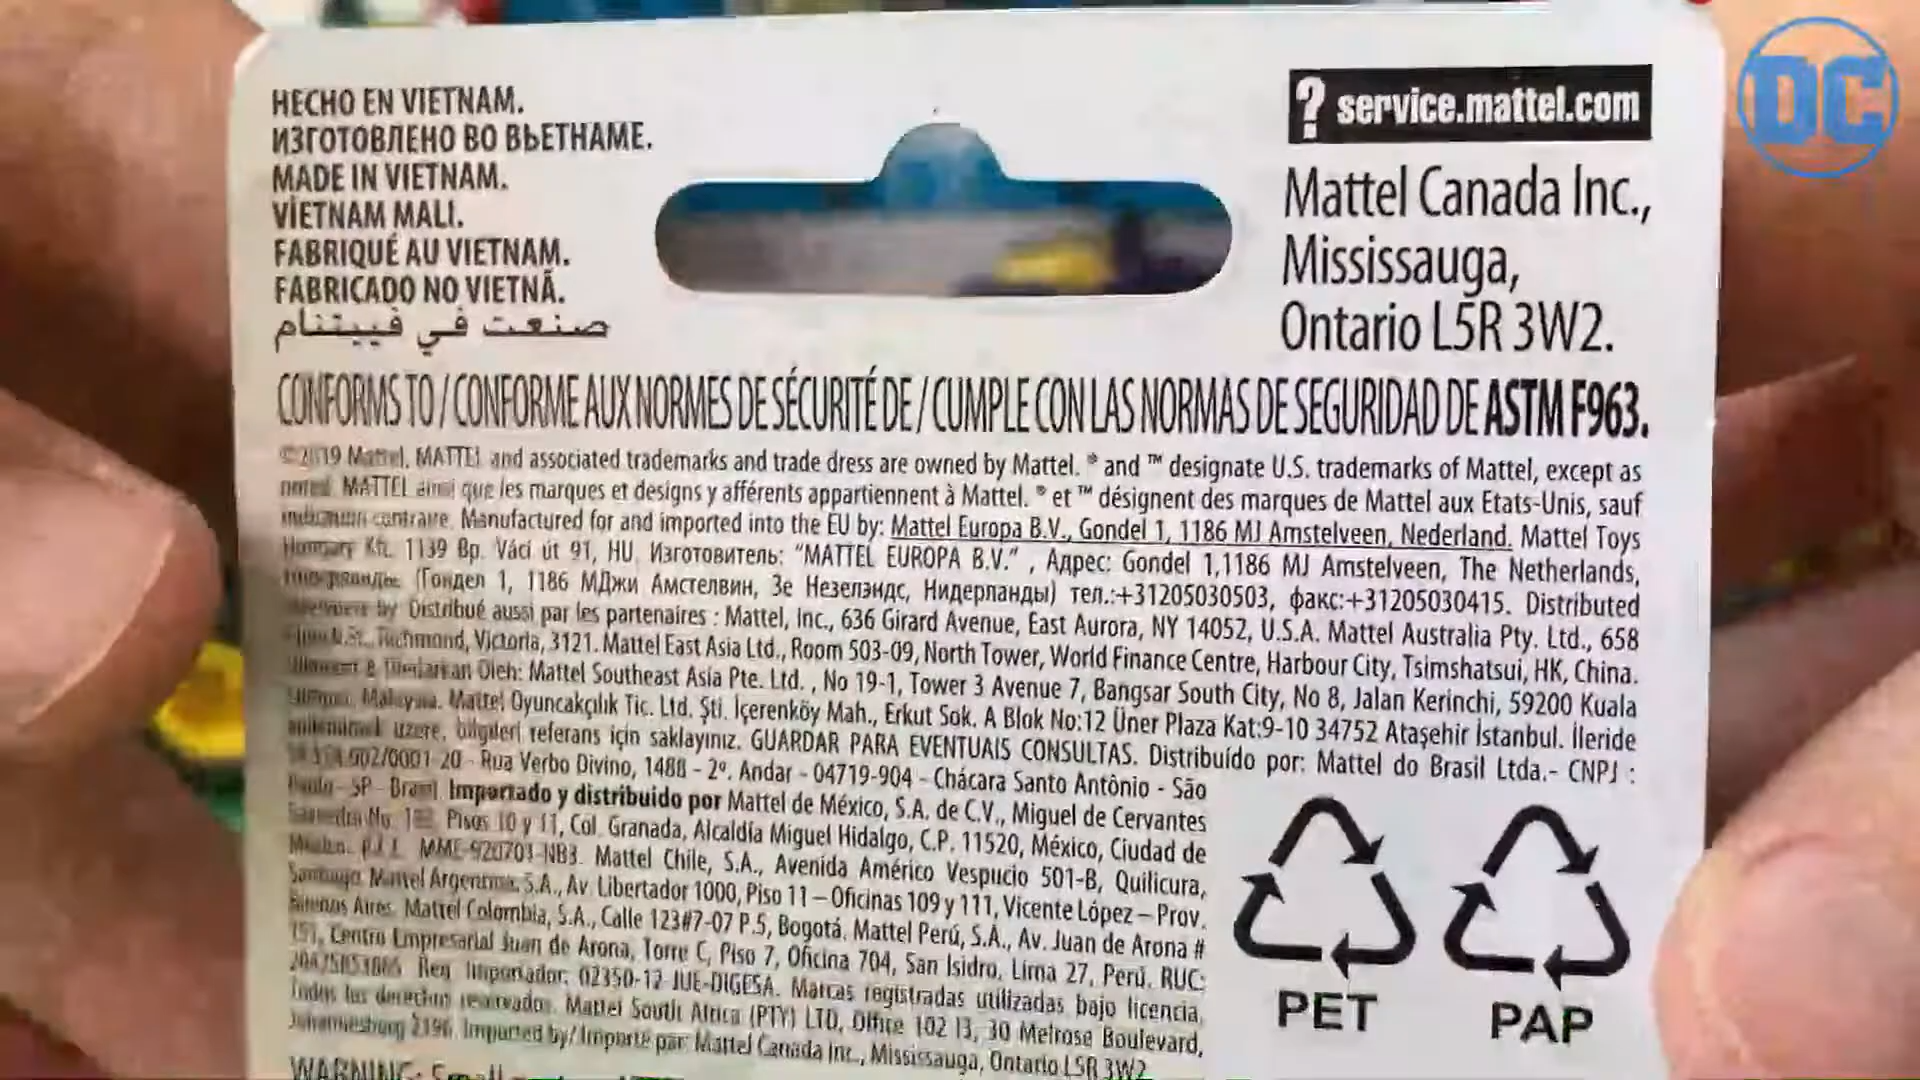 HECHO EN VIETNAM.
ИЗГОТОВЛЕНО ВО ВЬЕТНАМЕ.
MADE IN VIETNAM.
VİETNAM MALI.
FABRIQUÉ AU VIETNAM.
FABRICADO NO VIETNÃ.
صنعت في فييتنام
? service.mattel.com
DC
Mattel Canada Inc.,
Mississauga,
Ontario L5R 3W2.
CONFORMS TO / CONFORME AUX NORMES DE SÉCURITÉ DE / CUMPLE CON LAS NORMAS DE SEGURIDAD DE ASTM F963.
©2019 Mattel. MATTEL and associated trademarks and trade dress are owned by Mattel. ® and ™ designate U.S. trademarks of Mattel, except as
noted. MATTEL ainsi que les marques et designs y afférents appartiennent à Mattel. ® et ™ désignent des marques de Mattel aux Etats-Unis, sauf
indication contraire. Manufactured for and imported into the EU by: Mattel Europa B.V., Gondel 1, 1186 MJ Amstelveen, Nederland. Mattel Toys
Hungary Kft. 1139 Bp. Váci út 91, HU. Изготовитель: "MATTEL EUROPA B.V." , Адрес: Gondel 1,1186 MJ Amstelveen, The Netherlands,
(Гондел 1, 1186 МДжи Амстелвин, Зе Незелэндс, Нидерланды) тел.:+31205030503, факс:+31205030415. Distributed
by: Distribué aussi par les partenaires : Mattel, Inc., 636 Girard Avenue, East Aurora, NY 14052, U.S.A. Mattel Australia Pty. Ltd., 658
Richmond, Victoria, 3121. Mattel East Asia Ltd., Room 503-09, North Tower, World Finance Centre, Harbour City, Tsimshatsui, HK, China.
Oleh: Mattel Southeast Asia Pte. Ltd. , No 19-1, Tower 3 Avenue 7, Bangsar South City, No 8, Jalan Kerinchi, 59200 Kuala
Malaysia. Mattel Oyuncakçılık Tic. Ltd. Şti. İçerenköy Mah., Erkut Sok. A Blok No:12 Üner Plaza Kat:9-10 34752 Ataşehir İstanbul. İleride
uzere, bilgileri referans için saklayınız. GUARDAR PARA EVENTUAIS CONSULTAS. Distribuído por: Mattel do Brasil Ltda.- CNPJ :
- Rua Verbo Divino, 1488 - 2º. Andar - 04719-904 - Chácara Santo Antônio - São
Paulo - SP - Brasil. Importado y distribuido por Mattel de México, S.A. de C.V., Miguel de Cervantes
Saavedra No. Pisos 10 y 11, Col. Granada, Alcaldía Miguel Hidalgo, C.P. 11520, México, Ciudad de
MME-920701-NB3. Mattel Chile, S.A., Avenida Américo Vespucio 501-B, Quilicura,
Santiago. Mattel Argentina, S.A., Av. Libertador 1000, Piso 11 – Oficinas 109 y 111, Vicente López – Prov.
Buenos Aires. Mattel Colombia, S.A., Calle 123#7-07 P.5, Bogotá. Mattel Perú, S.A., Av. Juan de Arona #
151, Centro Empresarial Juan de Arona, Torre C, Piso 7, Oficina 704, San Isidro, Lima 27, Perú. RUC:
Reg. Importador: 02350-12-JUE-DIGESA. Marcas registradas utilizadas bajo licencia.
Todos los derechos reservados. Mattel South Africa (PTY) LTD, Office 102 I3, 30 Melrose Boulevard,
Johannesburg 2196. Imported by/ Importé par: Mattel Canada Inc., Mississauga, Ontario L5R 3W2.
PET
PAP
WARNING: Small